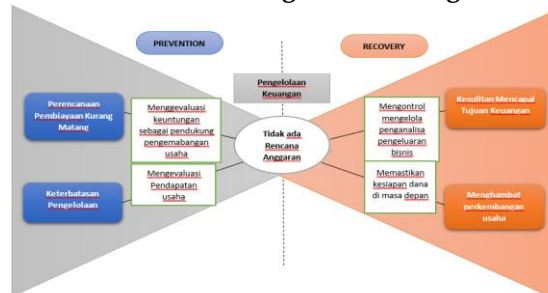 PREVENTION
RECOVERY
Pengelolaan
Keuangan
Perencanaan
Pembiayaan Kurang
Matang
Menggevaluasi
keuntungan
sebagai pendukung
pengemabangan
usaha
Tidak ada
Rencana
Anggaran
Mengontrol
mengelola
penganalisa
pengeluaran
bisnis
Kesulitan Mencapai
Tujuan Keuangan
Keterbatasan
Pengelolaan
Mengevaluasi
Pendapatan
usaha
Memastikan
kesiapan dana
di masa depan
Menghambat
perkembangan
usaha